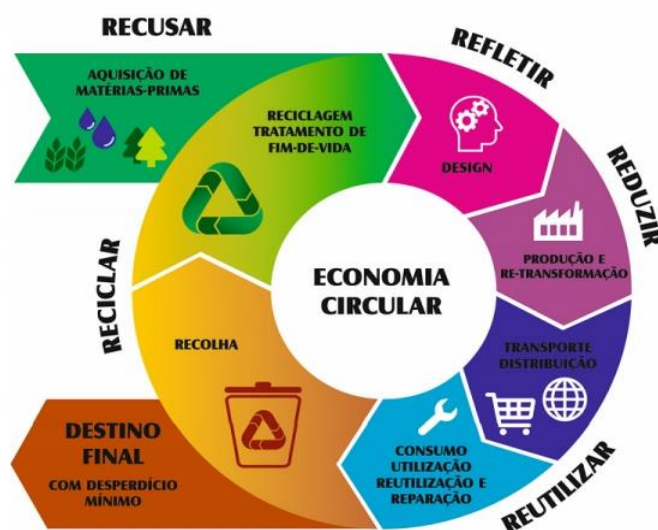 RECUSAR
AQUISIÇÃO DE
MATÉRIAS-PRIMAS
RECICLAGEM
TRATAMENTO DE
FIM-DE-VIDA
REFLETIR
DESIGN
REDUZIR
PRODUÇÃO E
RE-TRANSFORMAÇÃO
TRANSPORTE
DISTRIBUIÇÃO
REUTILIZAR
CONSUMO
UTILIZAÇÃO
REUTILIZAÇÃO E
REPARAÇÃO
RECICLAR
RECOLHA
DESTINO
FINAL
COM DESPERDÍCIO
MÍNIMO
ECONOMIA
CIRCULAR